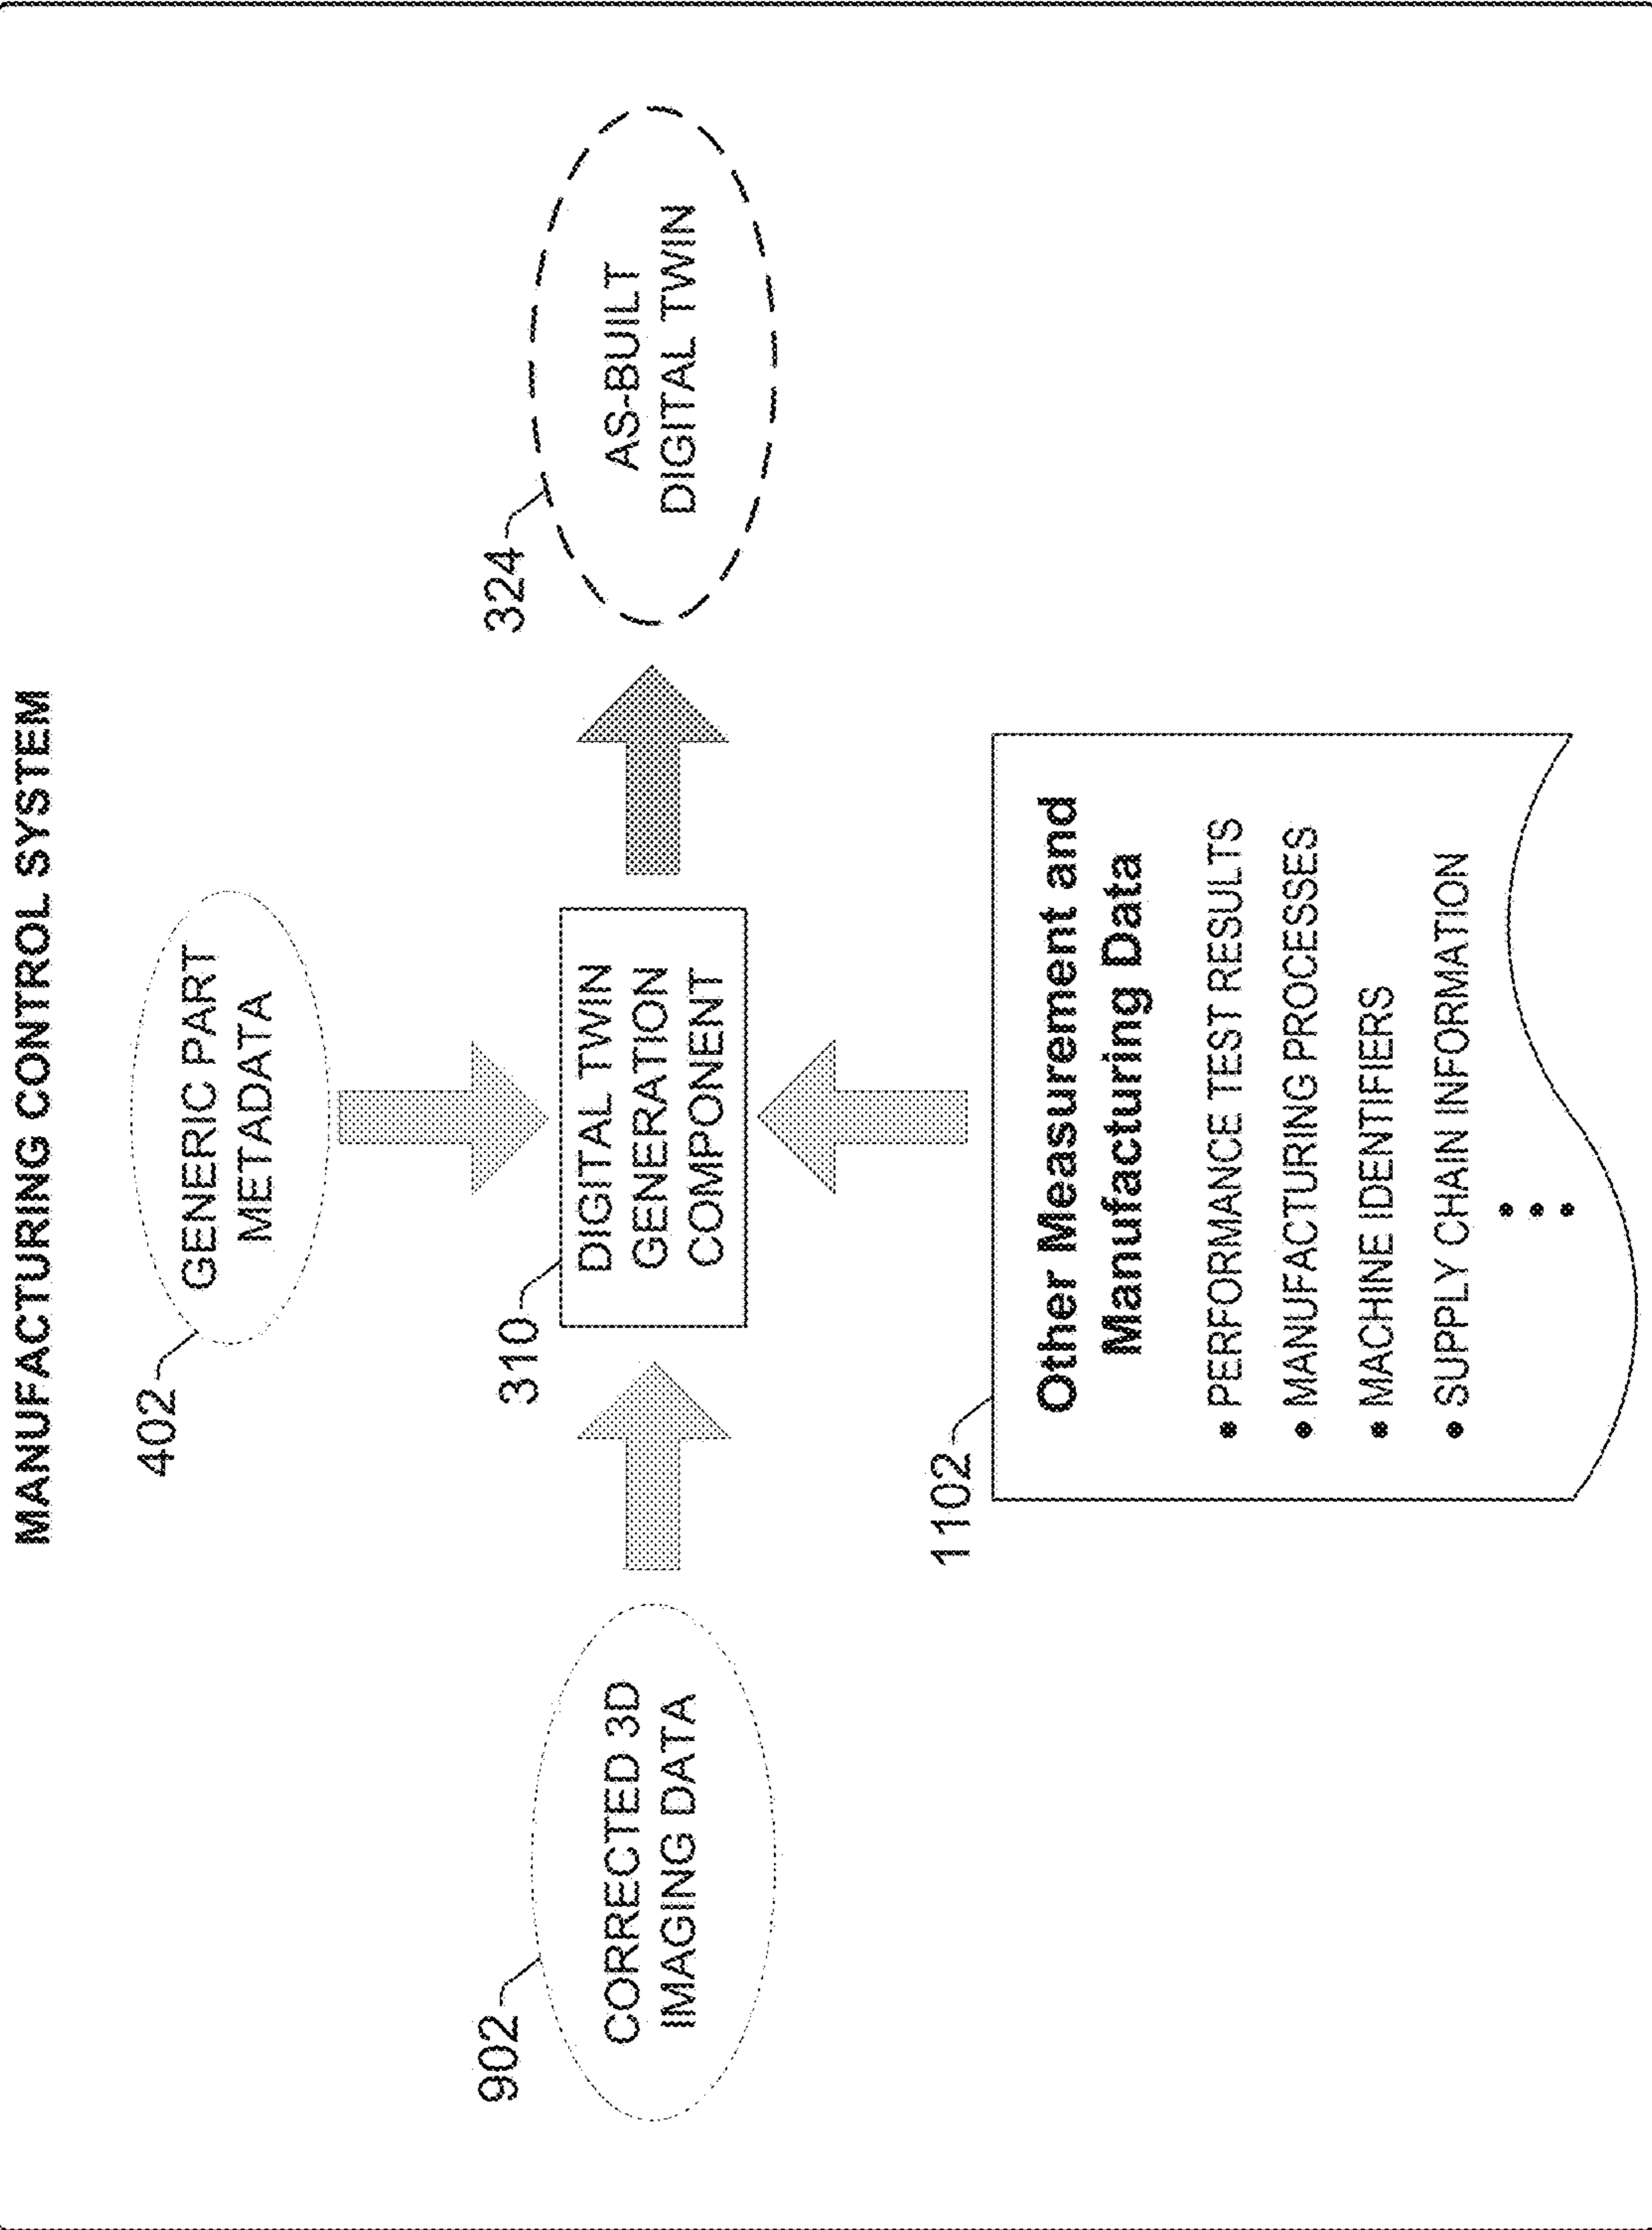 MANUFACTURING CONTROL SYSTEM
402
GENERIC PART
METADATA
902
CORRECTED 3D
IMAGING DATA
310
DIGITAL TWIN
GENERATION
COMPONENT
324
AS-BUILT
DIGITAL TWIN
1102
Other Measurement and
Manufacturing Data
• PERFORMANCE TEST RESULTS
• MANUFACTURING PROCESSES
• MACHINE IDENTIFIERS
• SUPPLY CHAIN INFORMATION